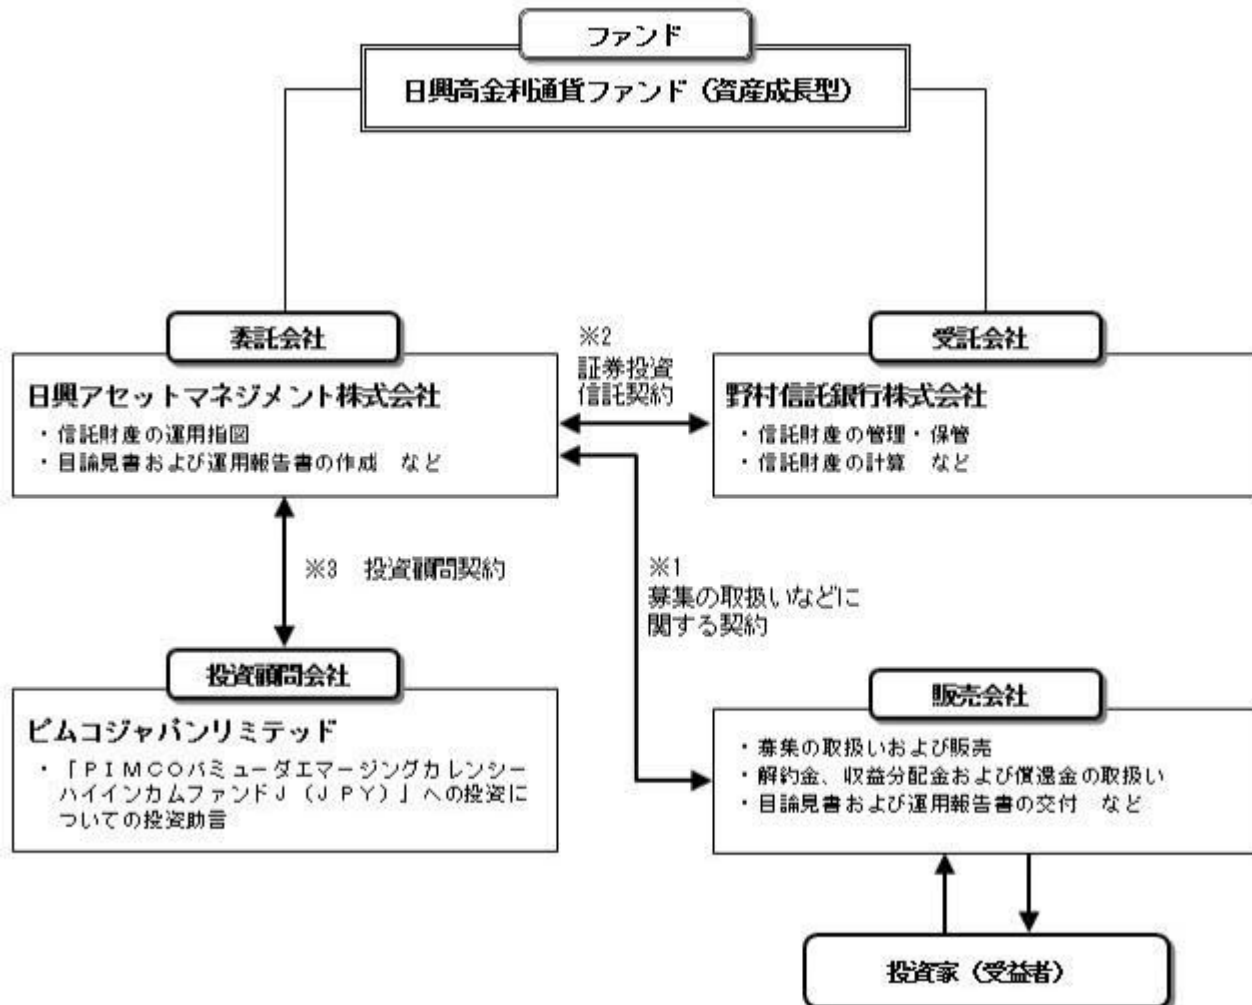 ファンド
日興高金利通貨ファンド（資産成長型）
委託会社
日興アセットマネジメント株式会社
・信託財産の運用指図
・目論見書および運用報告書の作成　など
※2
証券投資
信託契約
受託会社
野村信託銀行株式会社
・信託財産の管理・保管
・信託財産の計算　など
※3　投資顧問契約
※1
募集の取扱いなどに
関する契約
投資顧問会社
ピムコジャパンリミテッド
・「ＰＩＭＣＯバミューダエマージングカレンシー
ハイインカムファンドＪ（ＪＰＹ）」への投資に
ついての投資助言
販売会社
・募集の取扱いおよび販売
・解約金、収益分配金および償還金の取扱い
・目論見書および運用報告書の交付　など
投資家（受益者）